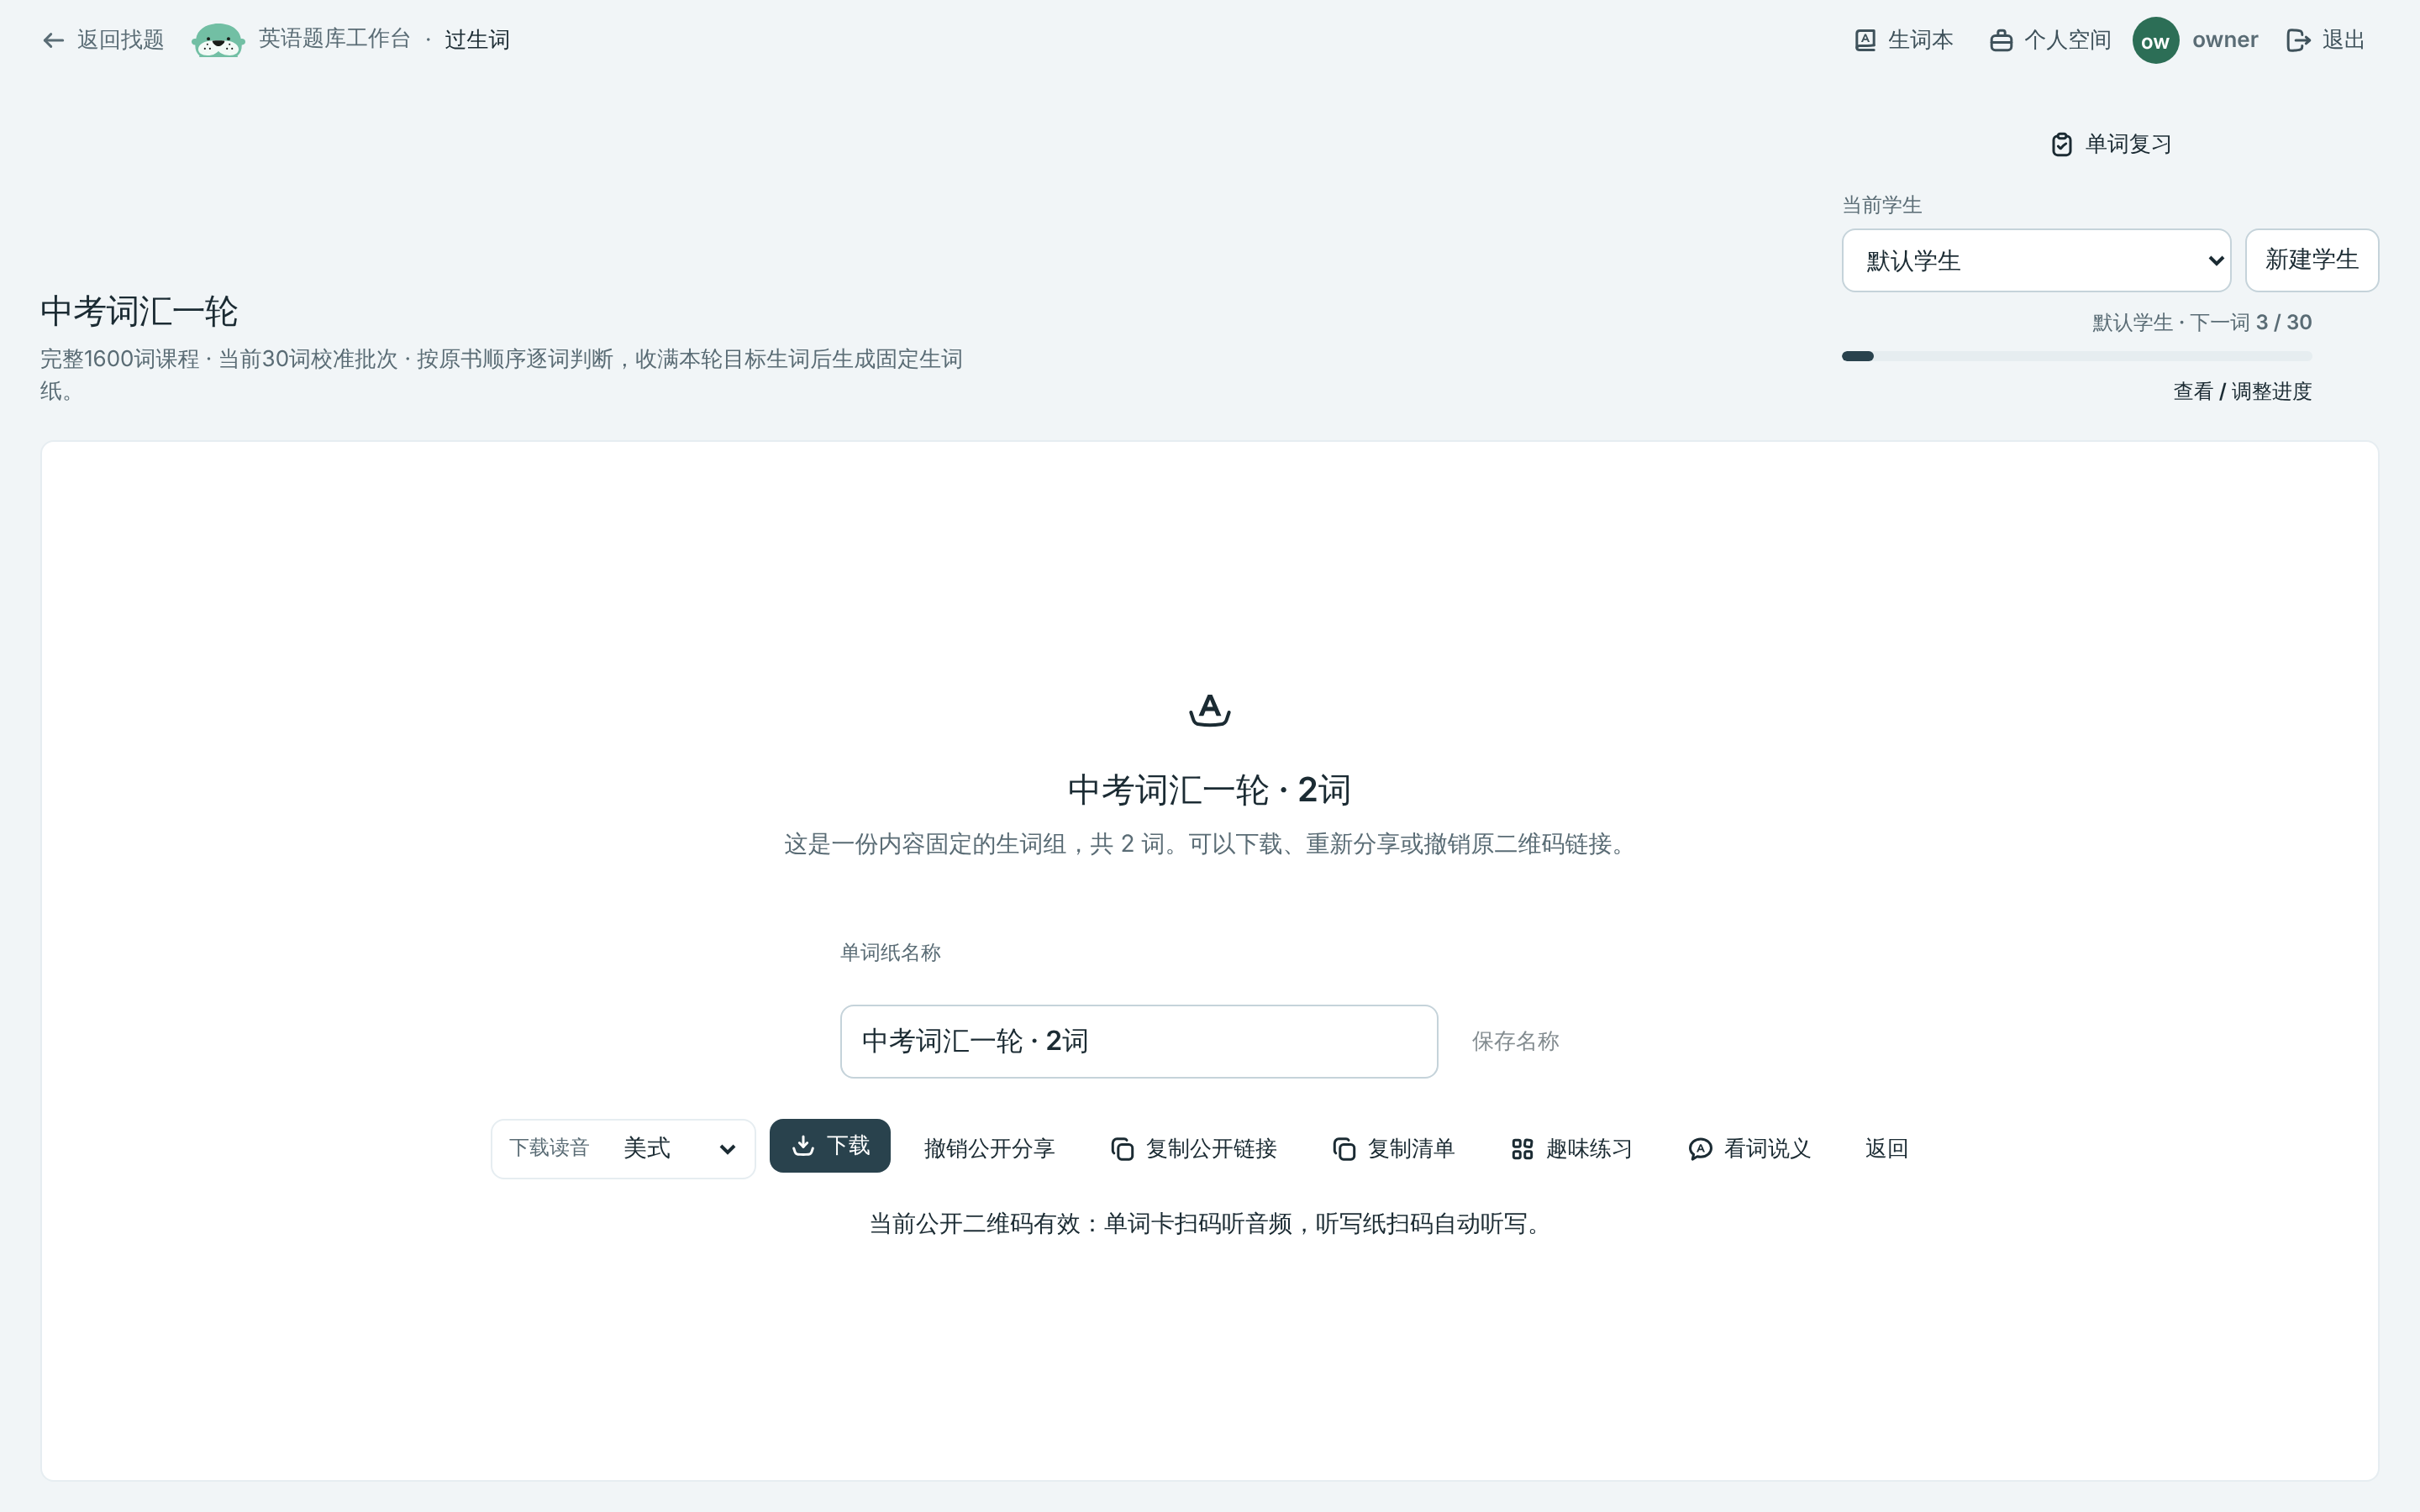 返回找题 英语题库工作台 · 过生词 生词本 个人空间 ow owner 退出
单词复习
当前学生
默认学生 新建学生
默认学生 · 下一词 3 / 30
查看 / 调整进度
中考词汇一轮
完整1600词课程 · 当前30词校准批次 · 按原书顺序逐词判断，收满本轮目标生词后生成固定生词
纸。
A
中考词汇一轮 · 2词
这是一份内容固定的生词组，共 2 词。可以下载、重新分享或撤销原二维码链接。
单词纸名称
中考词汇一轮 · 2词 保存名称
下载读音 美式 下载 撤销公开分享 复制公开链接 复制清单 趣味练习 看词说义 返回
当前公开二维码有效：单词卡扫码听音频，听写纸扫码自动听写。